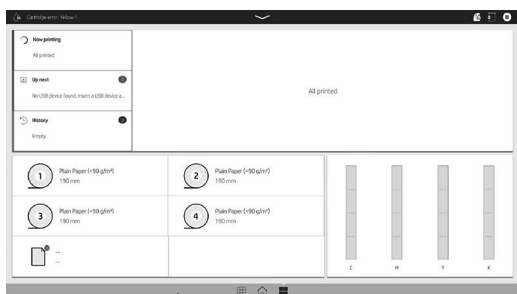 Cartridge error: Yellow 1
Now printing
All printed
Up next
No USB device found. Insert a USB device a...
History
Empty
All printed
1
Plain Paper (<90 g/m²)
190 mm
2
Plain Paper (<90 g/m²)
190 mm
3
Plain Paper (<90 g/m²)
190 mm
4
Plain Paper (<90 g/m²)
190 mm
--
--
C
M
Y
K